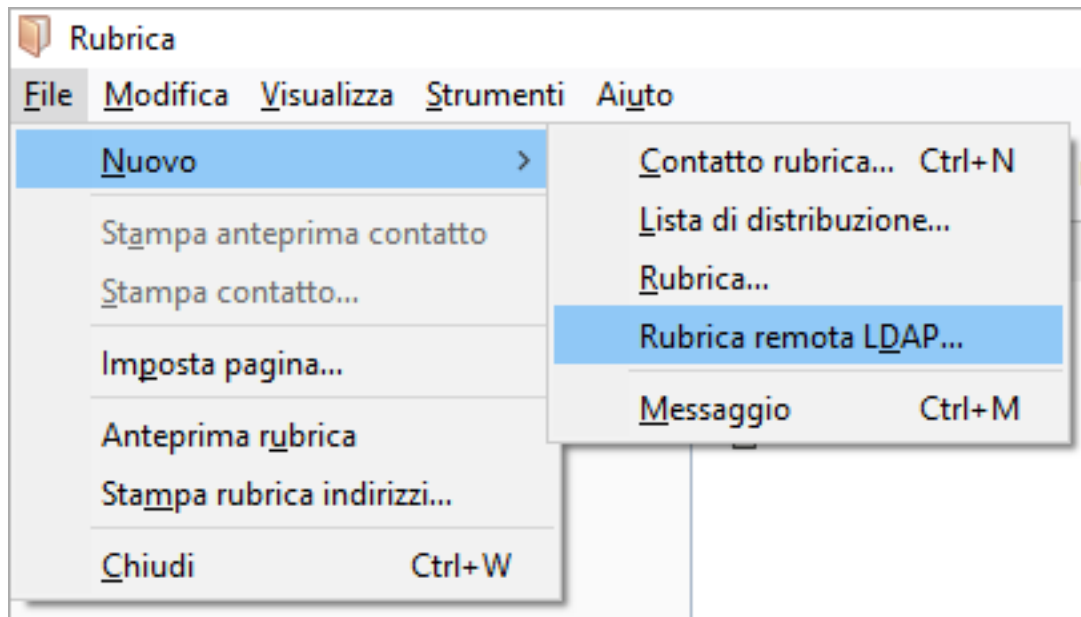 Rubrica
File Modifica Visualizza Strumenti Aiuto
Nuovo
Stampa anteprima contatto
Stampa contatto...
Imposta pagina...
Anteprima rubrica
Stampa rubrica indirizzi...
Chiudi Ctrl+W
Contatto rubrica... Ctrl+N
Lista di distribuzione...
Rubrica...
Rubrica remota LDAP...
Messaggio Ctrl+M